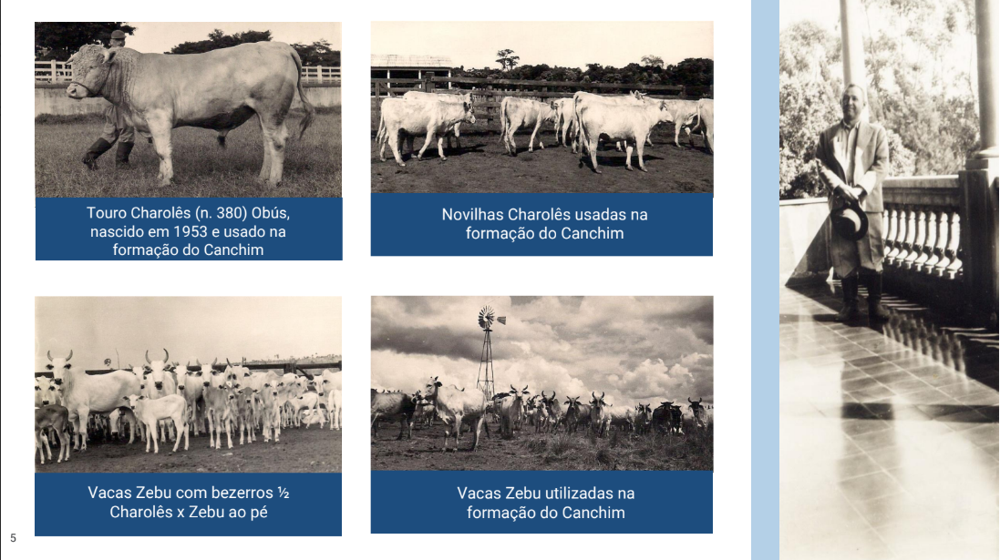 Touro Charolês (n. 380) Obús,
nascido em 1953 e usado na
formação do Canchim
Novilhas Charolês usadas na
formação do Canchim
Vacas Zebu com bezerros ½
Charolês x Zebu ao pé
Vacas Zebu utilizadas na
formação do Canchim
5